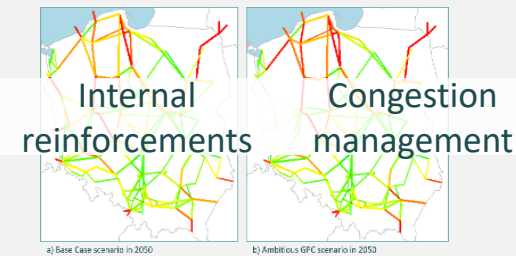 Internal
reinforcements
Congestion
management
a) Base Case scenario in 2050
b) Ambitious GPC scenario in 2050